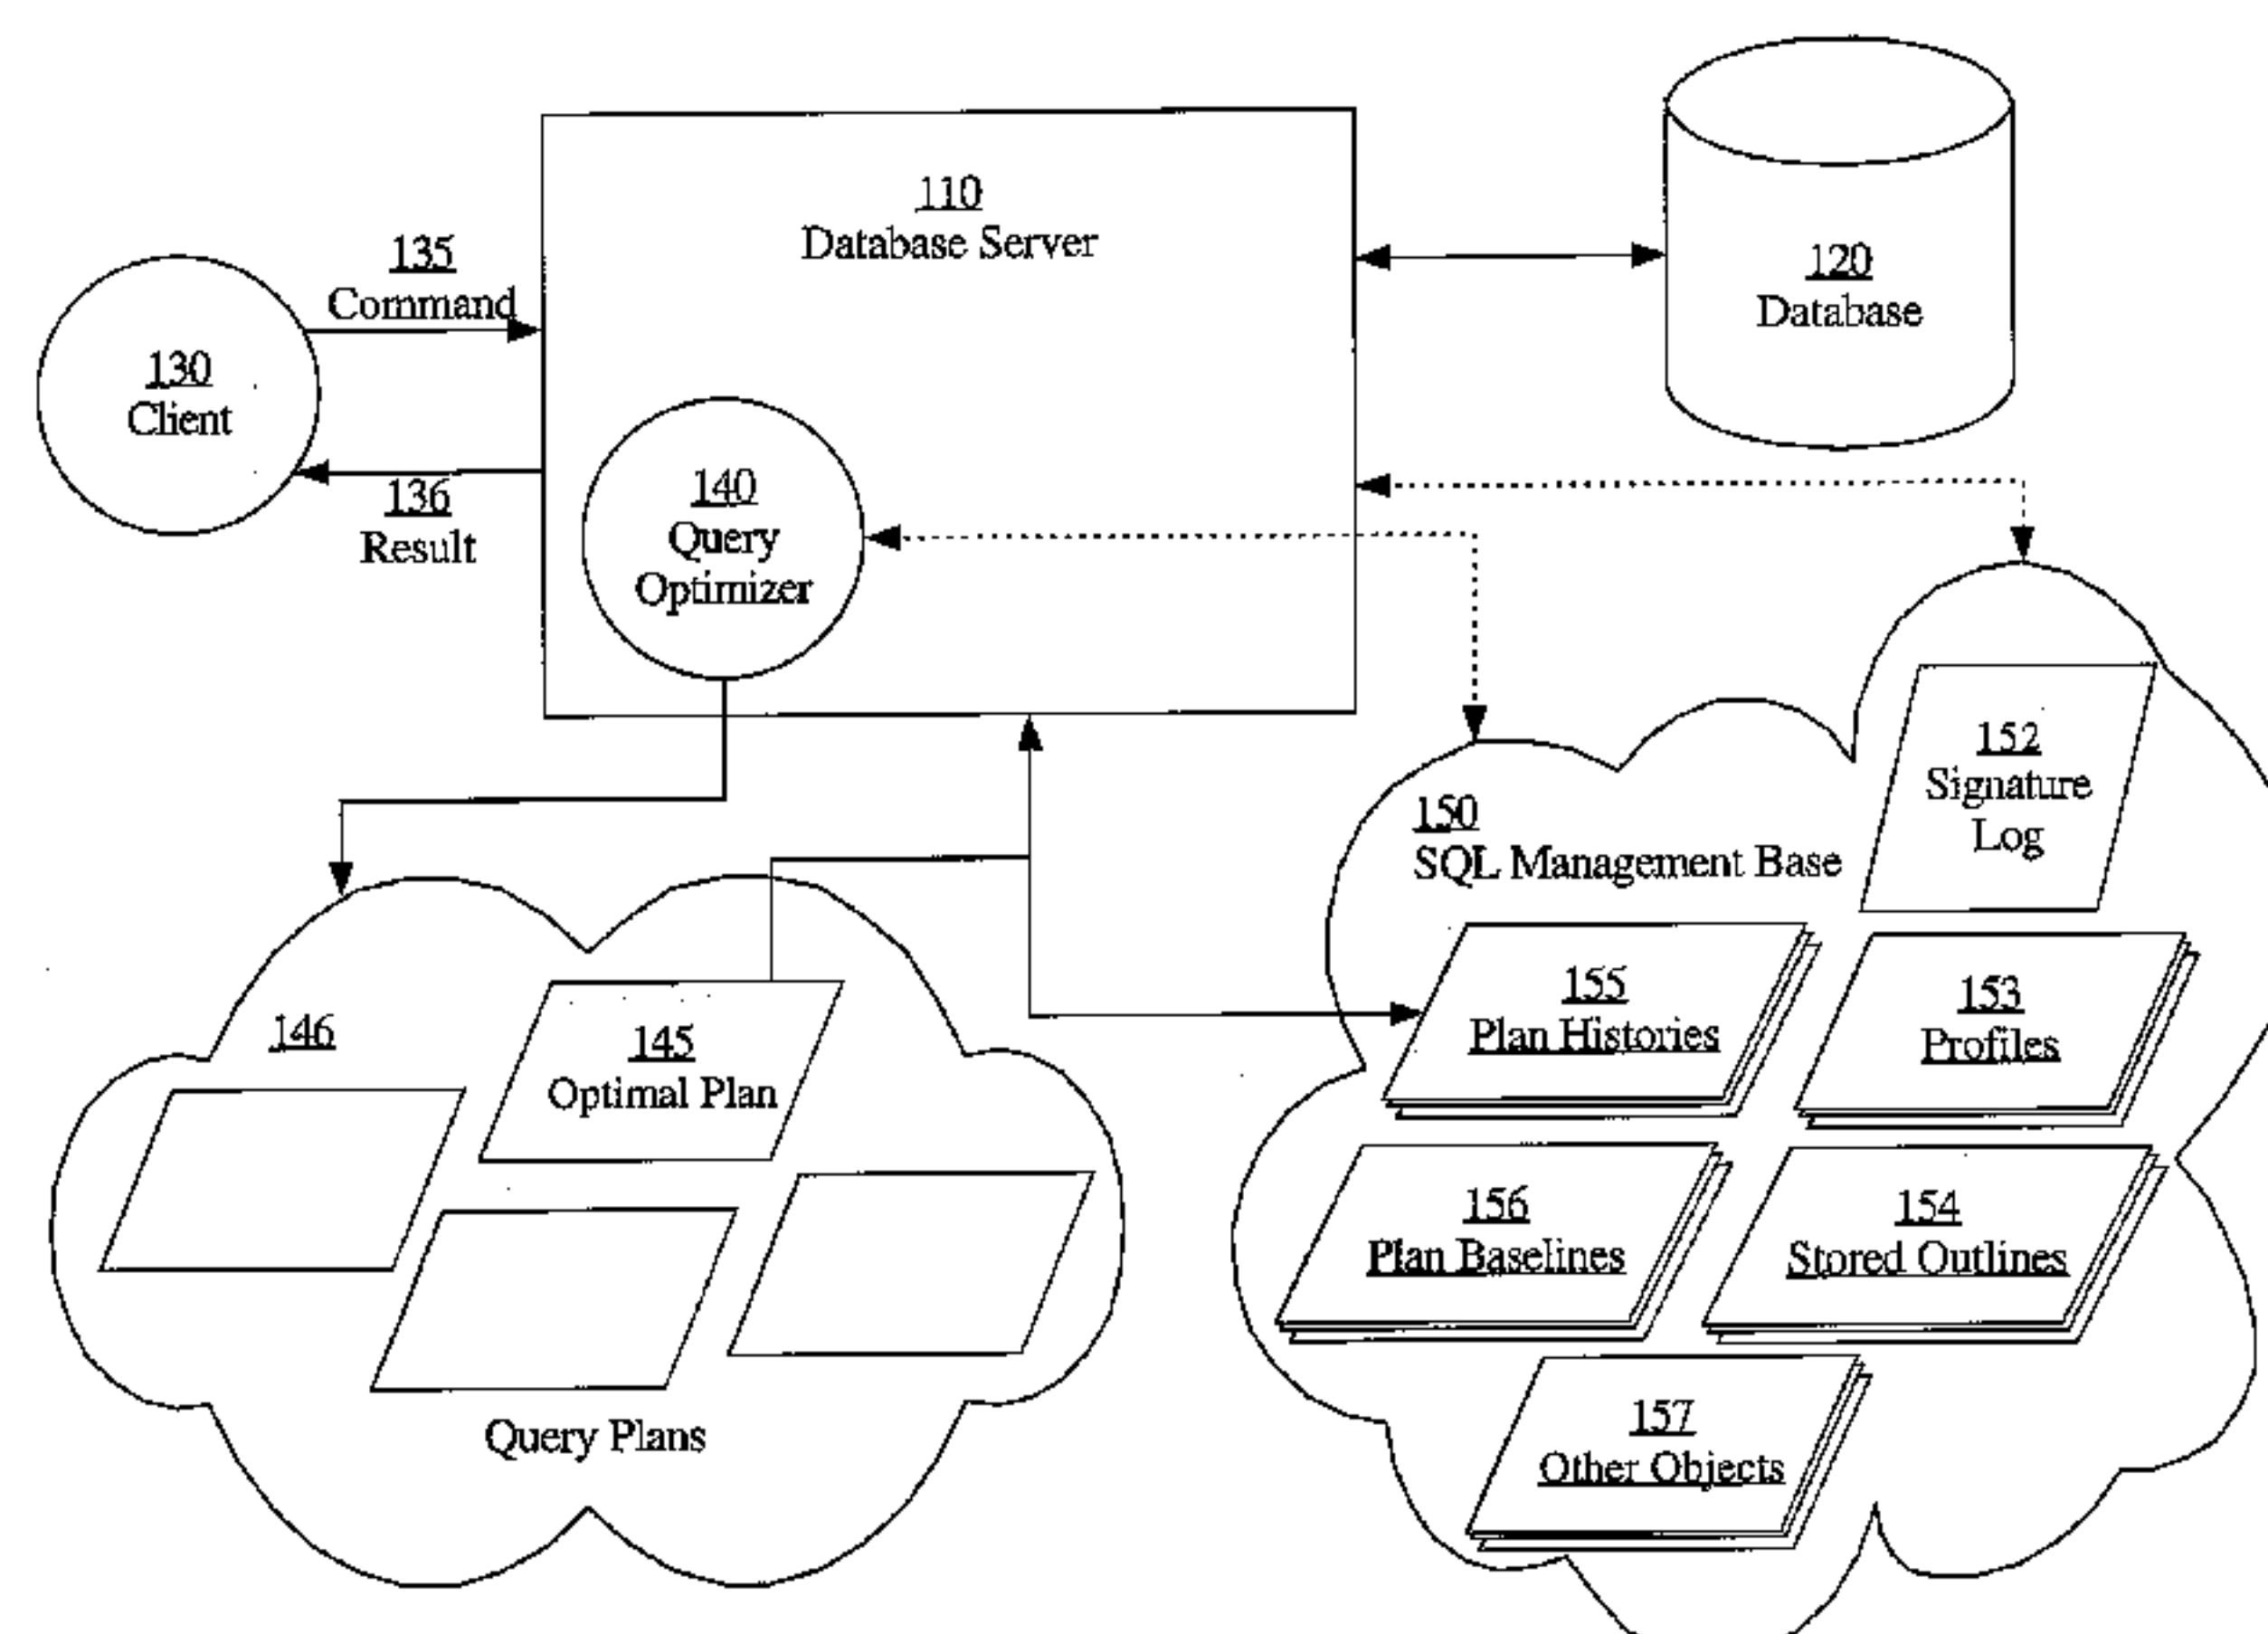 110
Database Server
135
Command
120
Database
130
Client
140
Query
Optimizer
136
Result
152
Signature
Log
150
SQL Management Base
155
Plan Histories
153
Profiles
146
145
Optimal Plan
156
Plan Baselines
154
Stored Outlines
Query Plans
157
Other Objects